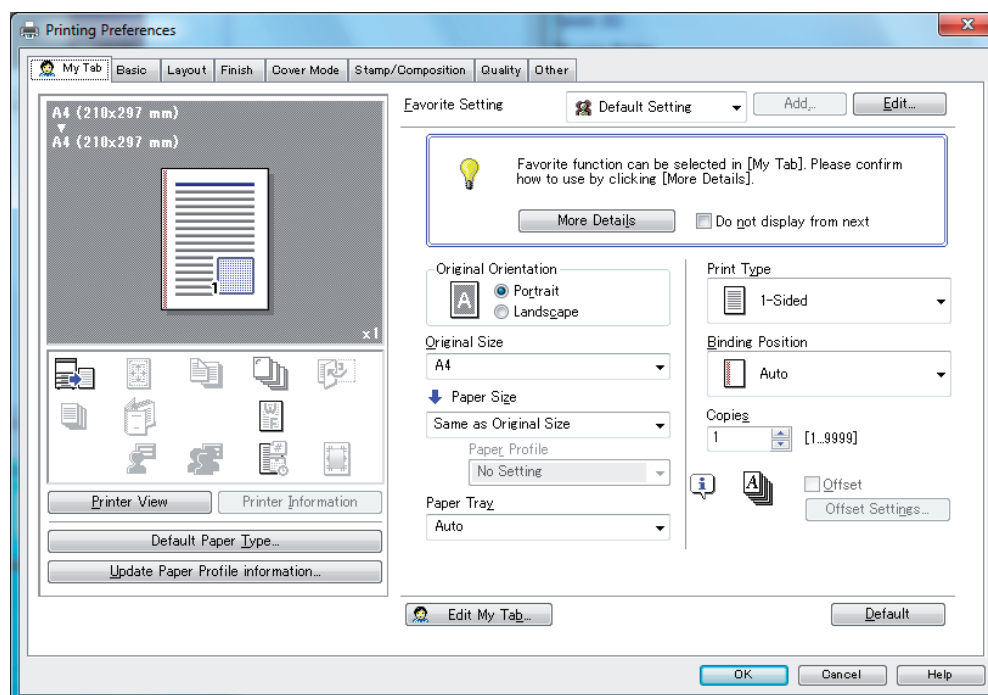 Printing Preferences
My Tab
Basic
Layout
Finish
Cover Mode
Stamp/Composition
Quality
Other
A4 (210x297 mm)
A4 (210x297 mm)
1
x1
Printer View
Printer Information
Default Paper Type...
Update Paper Profile information...
Favorite Setting
Default Setting
Add...
Edit...
Favorite function can be selected in [My Tab]. Please confirm
how to use by clicking [More Details].
More Details
Do not display from next
Original Orientation
A
Portrait
Landscape
Original Size
A4
Paper Size
Same as Original Size
Paper Profile
No Setting
Paper Tray
Auto
Print Type
1-Sided
Binding Position
Auto
Copies
1
[1..9999]
A
Offset
Offset Settings...
Edit My Tab...
Default
OK
Cancel
Help